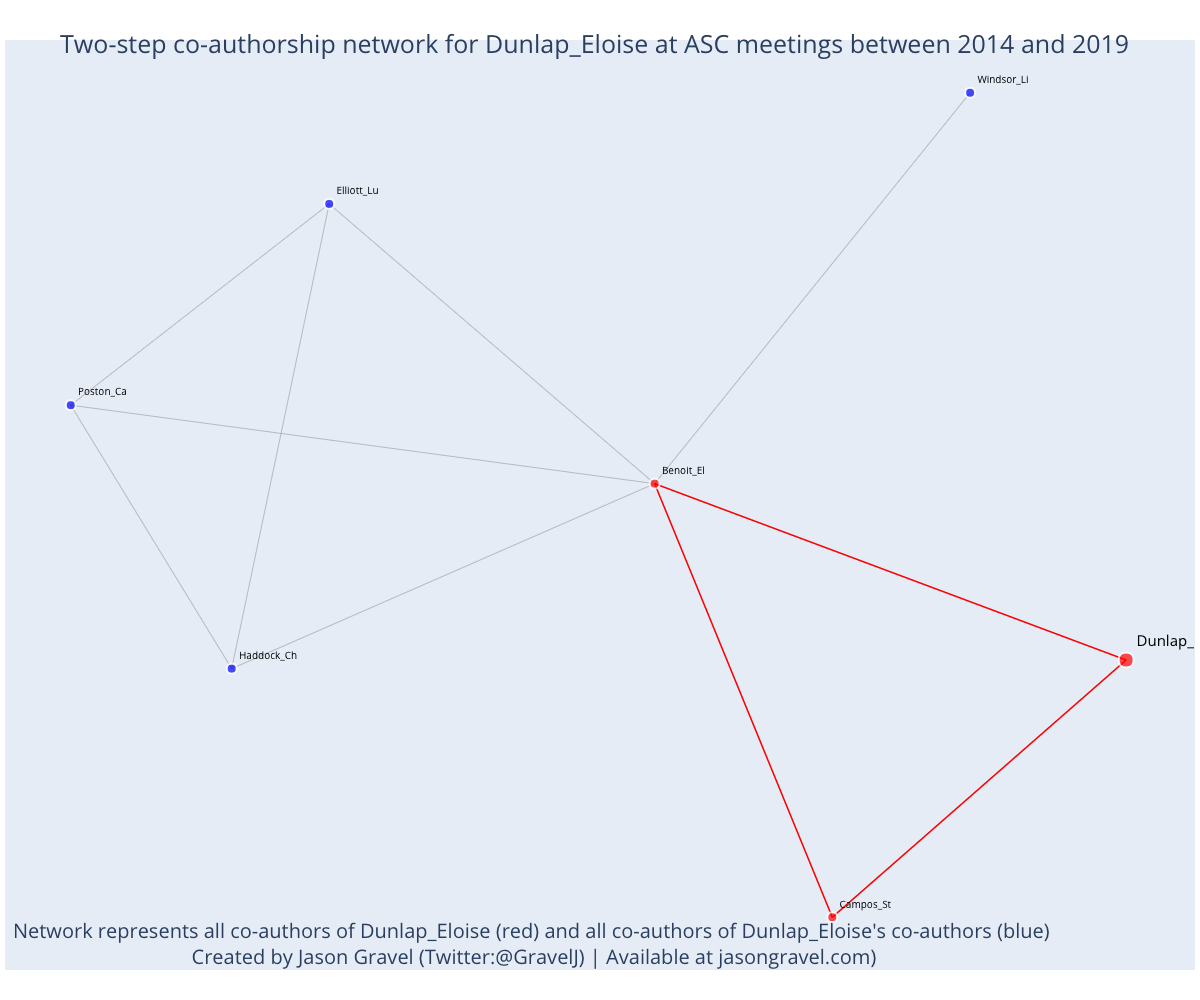 Two-step co-authorship network for Dunlap_Eloise at ASC meetings between 2014 and 2019
Windsor_Li
Elliott_Lu
Poston_Ca
Benoit_El
Dunlap_
Haddock_Ch
Campos_St
Network represents all co-authors of Dunlap_Eloise (red) and all co-authors of Dunlap_Eloise's co-authors (blue)
Created by Jason Gravel (Twitter:@GravelJ) | Available at jasongravel.com)